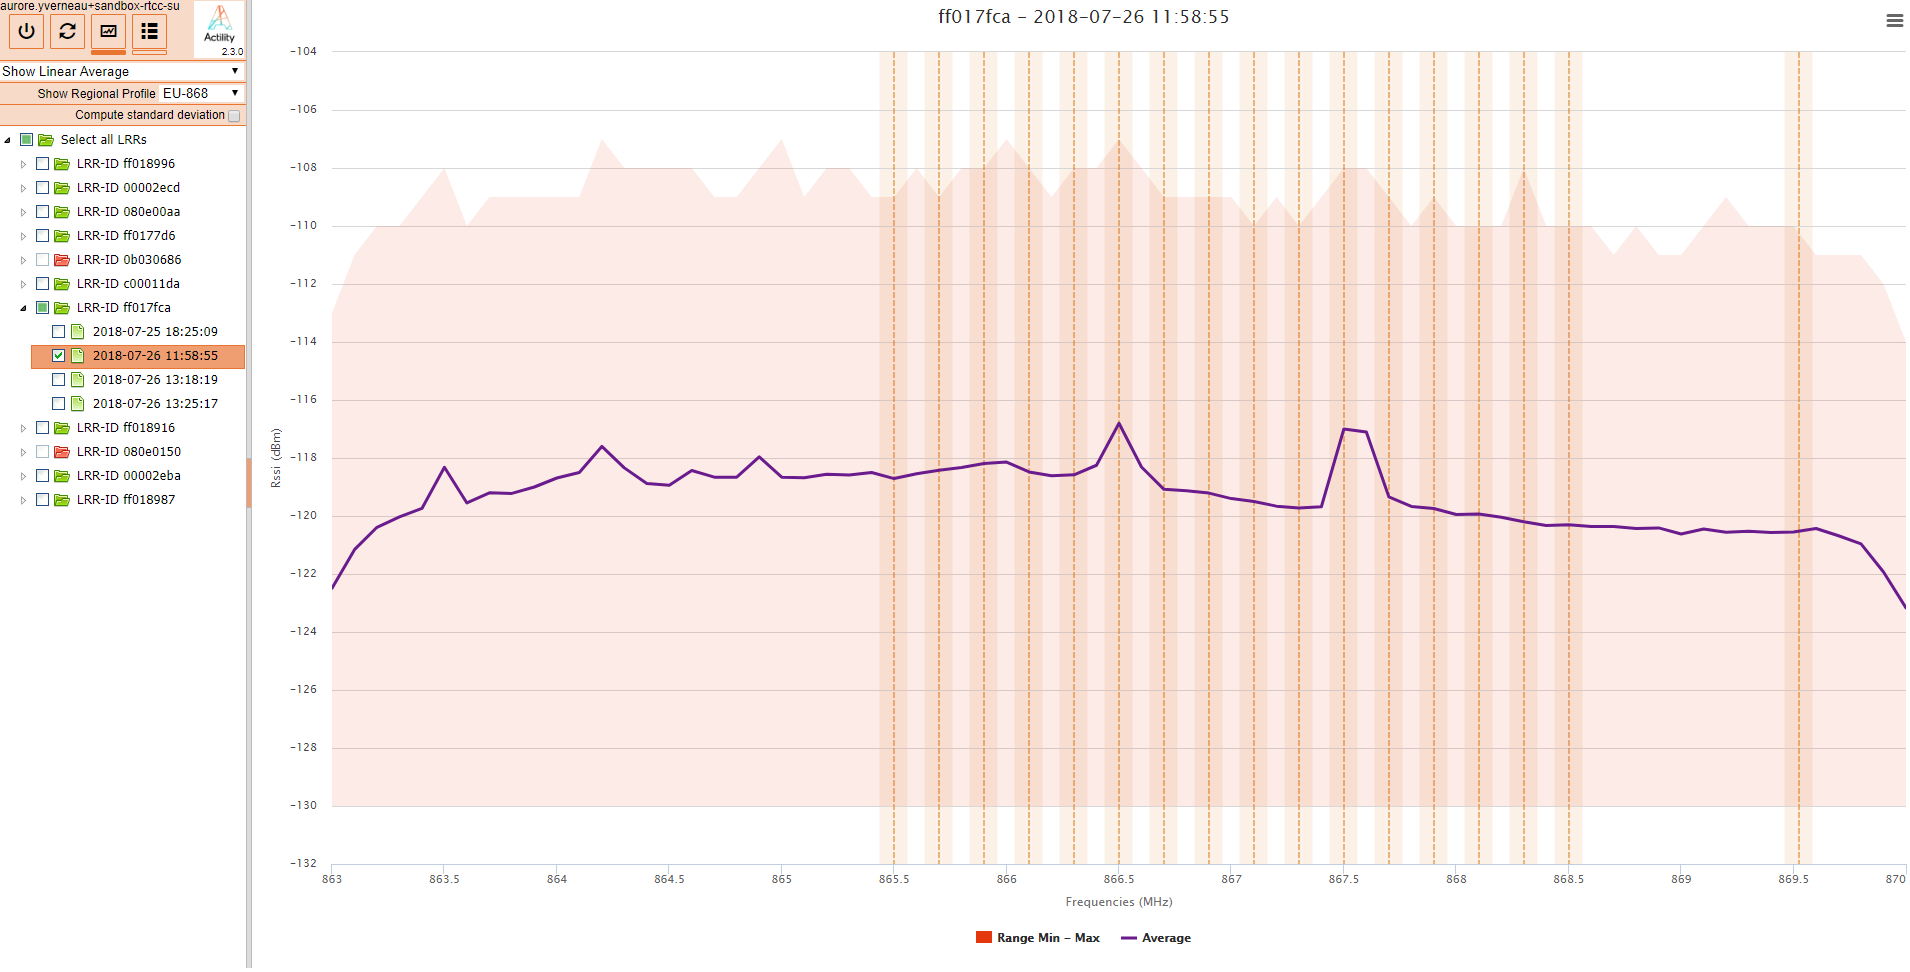 aurore.yverneau+sandbox-rtcc-su
Actility
2.3.0
Show Linear Average
Show Regional Profile EU-868
Compute standard deviation
Select all LRRs
LRR-ID ff018996
LRR-ID 00002ecd
LRR-ID 080e00aa
LRR-ID ff0177d6
LRR-ID 0b030686
LRR-ID c00011da
LRR-ID ff017fca
2018-07-25 18:25:09
2018-07-26 11:58:55
2018-07-26 13:18:19
2018-07-26 13:25:17
LRR-ID ff018916
LRR-ID 080e0150
LRR-ID 00002eba
LRR-ID ff018987
ff017fca - 2018-07-26 11:58:55
-104
-106
-108
-110
-112
-114
-116
-118
-120
-122
-124
-126
-128
-130
-132
Rssi (dBm)
863 863.5 864 864.5 865 865.5 866 866.5 867 867.5 868 868.5 869 869.5 870
Frequencies (MHz)
Range Min - Max Average